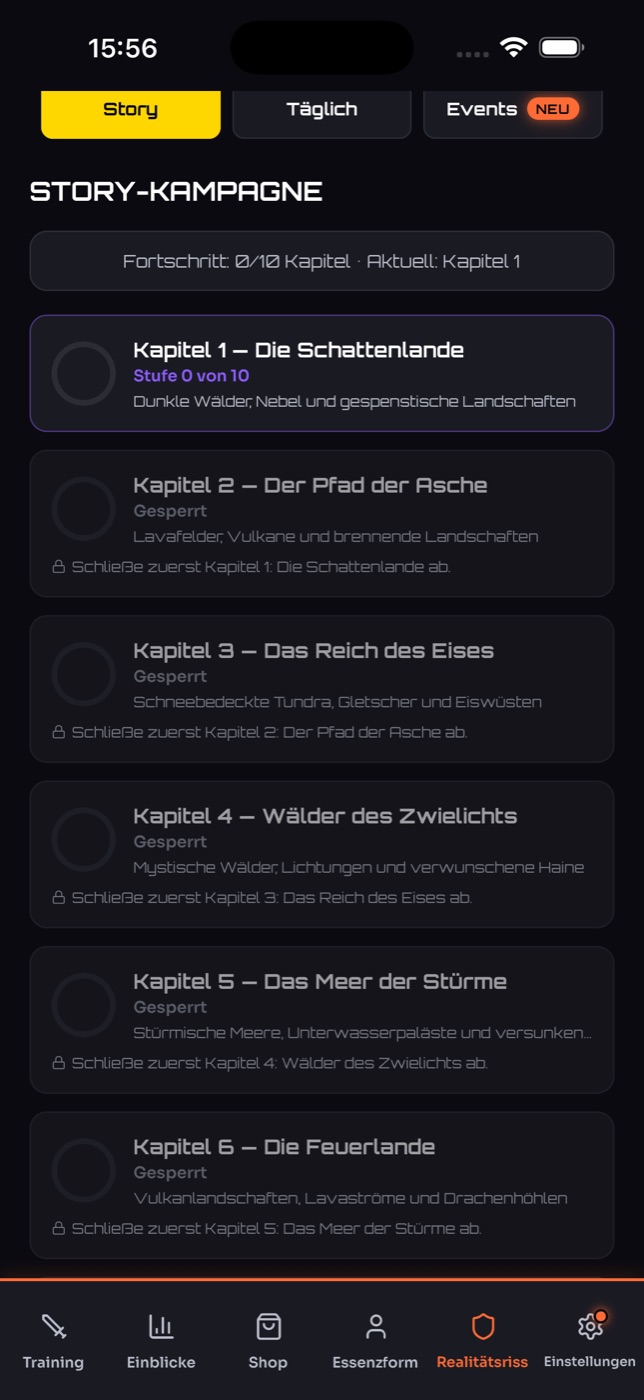 15:56
Story
Täglich
Events NEU
STORY-KAMPAGNE
Fortschritt: 0/10 Kapitel · Aktuell: Kapitel 1
Kapitel 1 – Die Schattenlande
Stufe 0 von 10
Dunkle Wälder, Nebel und gespenstische Landschaften
Kapitel 2 – Der Pfad der Asche
Gesperrt
Lavafelder, Vulkane und brennende Landschaften
Schließe zuerst Kapitel 1: Die Schattenlande ab.
Kapitel 3 – Das Reich des Eises
Gesperrt
Schneebedeckte Tundra, Gletscher und Eiswüsten
Schließe zuerst Kapitel 2: Der Pfad der Asche ab.
Kapitel 4 – Wälder des Zwielichts
Gesperrt
Mystische Wälder, Lichtungen und verwunschene Haine
Schließe zuerst Kapitel 3: Das Reich des Eises ab.
Kapitel 5 – Das Meer der Stürme
Gesperrt
Stürmische Meere, Unterwasserpaläste und versunken...
Schließe zuerst Kapitel 4: Wälder des Zwielichts ab.
Kapitel 6 – Die Feuerlande
Gesperrt
Vulkanlandschaften, Lavaströme und Drachenhöhlen
Schließe zuerst Kapitel 5: Das Meer der Stürme ab.
Training
Einblicke
Shop
Essenzform
Realitätsriss
Einstellungen